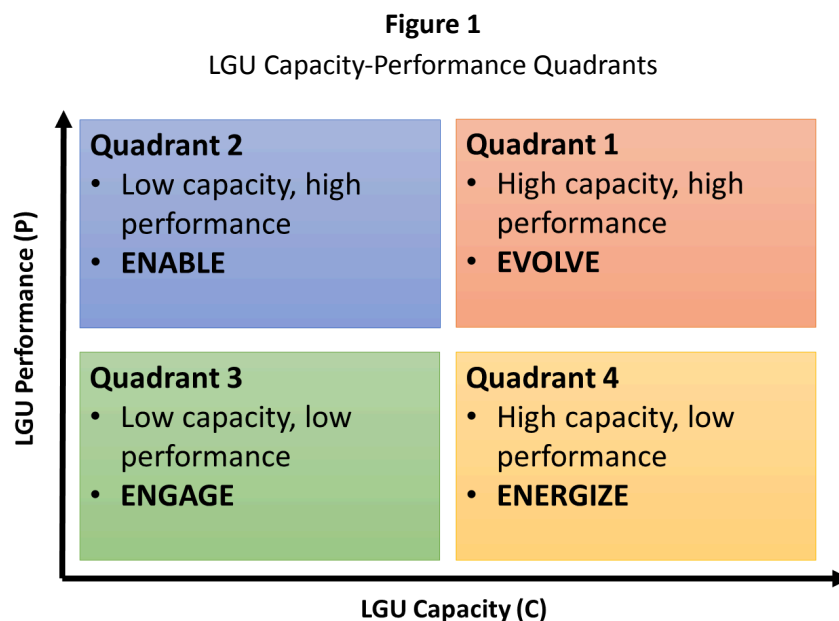 Figure 1
LGU Capacity-Performance Quadrants
LGU Performance (P)
Quadrant 2
• Low capacity, high
performance
• ENABLE
Quadrant 1
• High capacity, high
performance
• EVOLVE
Quadrant 3
• Low capacity, low
performance
• ENGAGE
Quadrant 4
• High capacity, low
performance
• ENERGIZE
LGU Capacity (C)